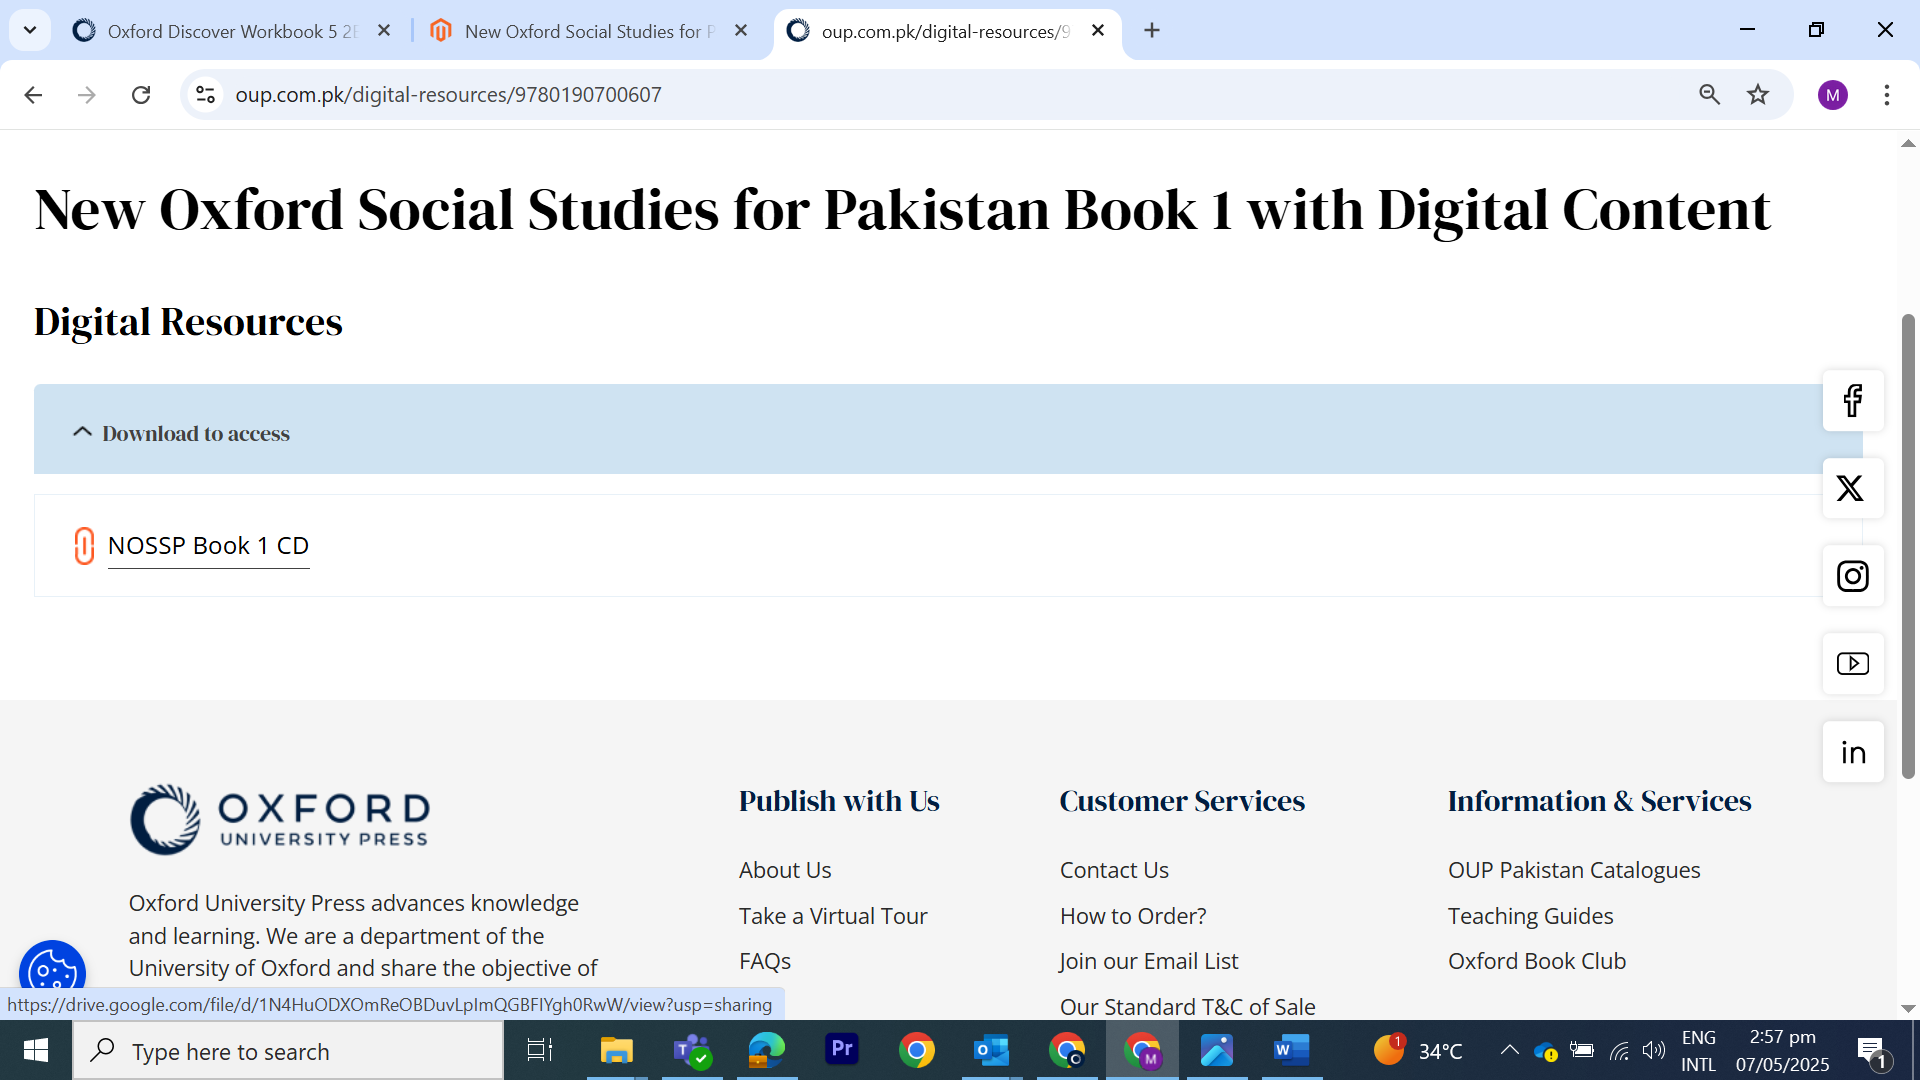 Oxford Discover Workbook 5 2E
New Oxford Social Studies for P
oup.com.pk/digital-resources/9
oup.com.pk/digital-resources/9780190700607
M
New Oxford Social Studies for Pakistan Book 1 with Digital Content
Digital Resources
Download to access
NOSSP Book 1 CD
OXFORD
UNIVERSITY PRESS
Oxford University Press advances knowledge
and learning. We are a department of the
University of Oxford and share the objective of
Publish with Us
About Us
Take a Virtual Tour
FAQs
Customer Services
Contact Us
How to Order?
Join our Email List
Our Standard T&C of Sale
Information & Services
OUP Pakistan Catalogues
Teaching Guides
Oxford Book Club
in
https://drive.google.com/file/d/1N4HuODXOmReOBDuvLpImQGBFIYgh0RwW/view?usp=sharing
Type here to search
Pr
1
34°C
ENG
INTL
2:57 pm
07/05/2025
1